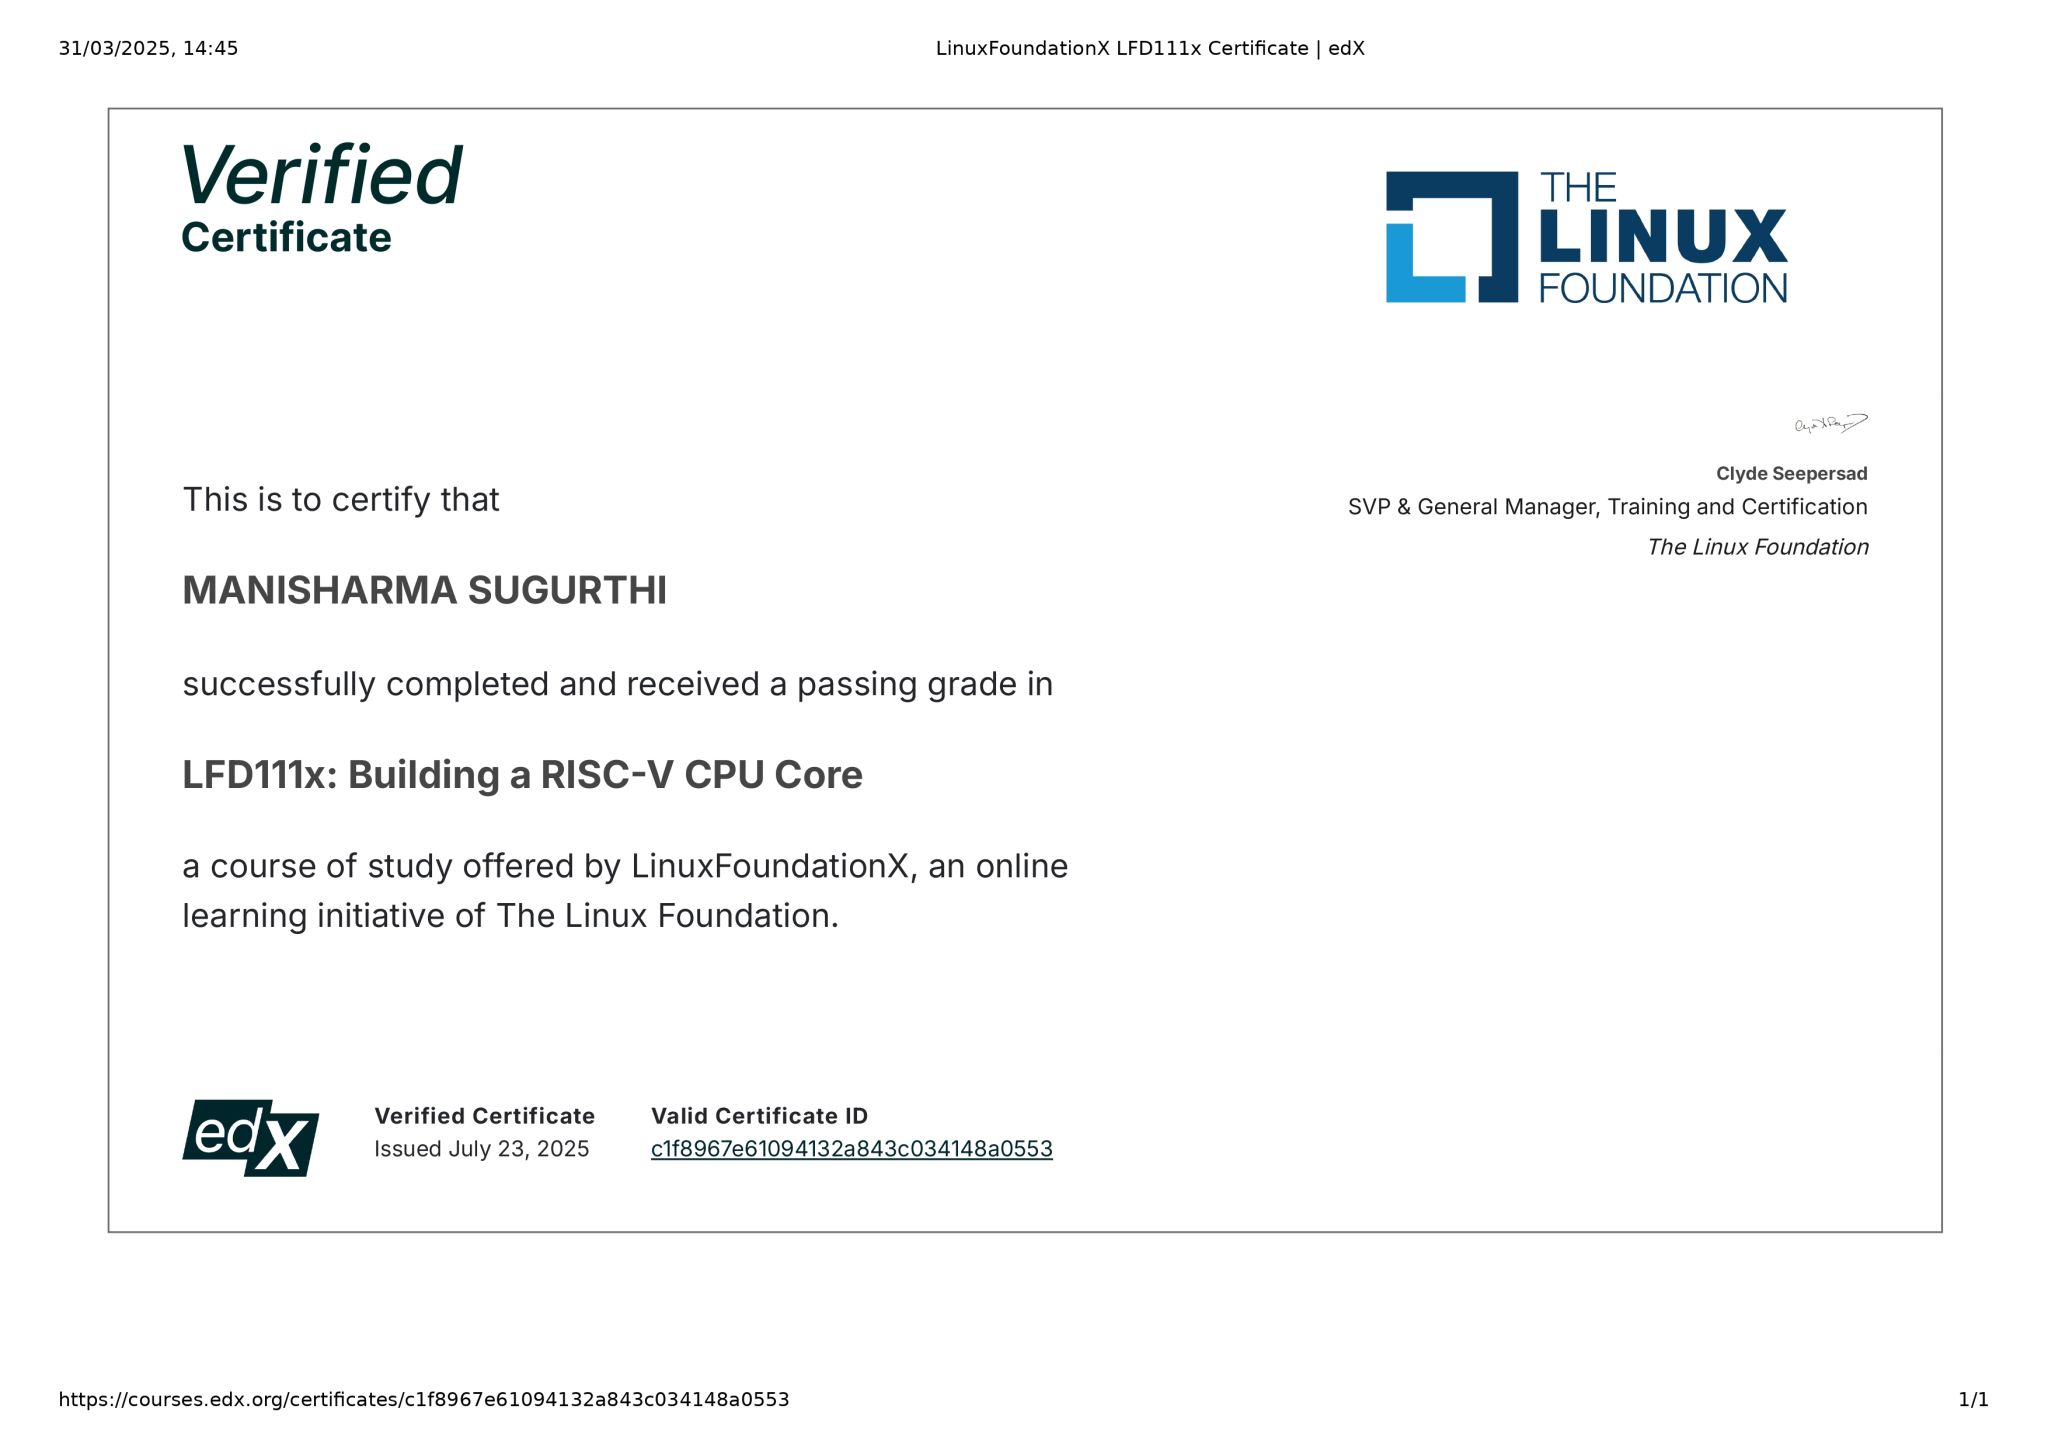 31/03/2025, 14:45
LinuxFoundationX LFD111x Certificate | edX
Verified
Certificate
THE
LINUX
FOUNDATION
Clyde Seepersad
SVP & General Manager, Training and Certification
The Linux Foundation
This is to certify that
MANISHARMA SUGURTHI
successfully completed and received a passing grade in
LFD111x: Building a RISC-V CPU Core
a course of study offered by LinuxFoundationX, an online
learning initiative of The Linux Foundation.
edX
Verified Certificate
Issued July 23, 2025
Valid Certificate ID
c1f8967e61094132a843c034148a0553
https://courses.edx.org/certificates/c1f8967e61094132a843c034148a0553
1/1